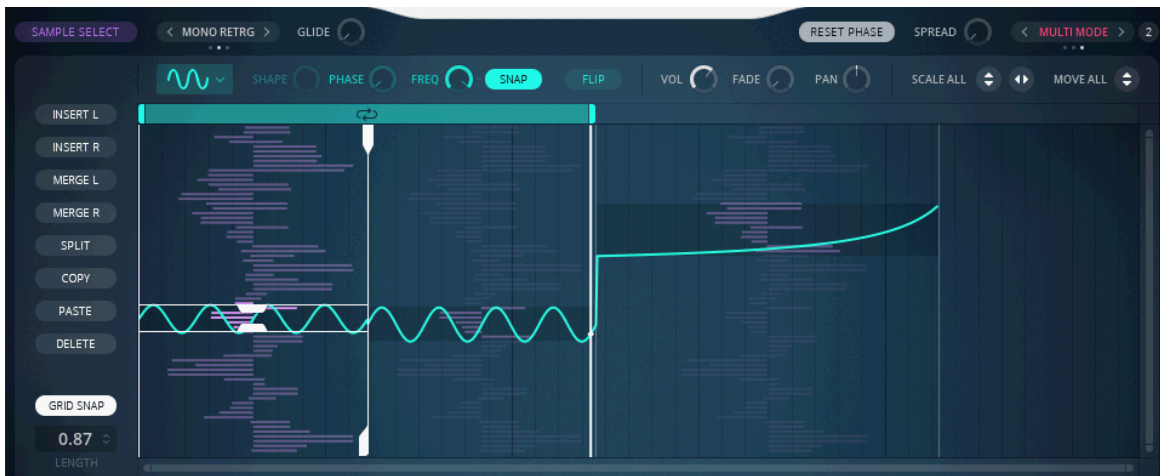 SAMPLE SELECT < MONO RETRG > GLIDE RESET PHASE SPREAD < MULTI MODE > 2
SHAPE PHASE FREQ SNAP FLIP VOL FADE PAN SCALE ALL MOVE ALL
INSERT L
INSERT R
MERGE L
MERGE R
SPLIT
COPY
PASTE
DELETE
GRID SNAP
0.87
LENGTH